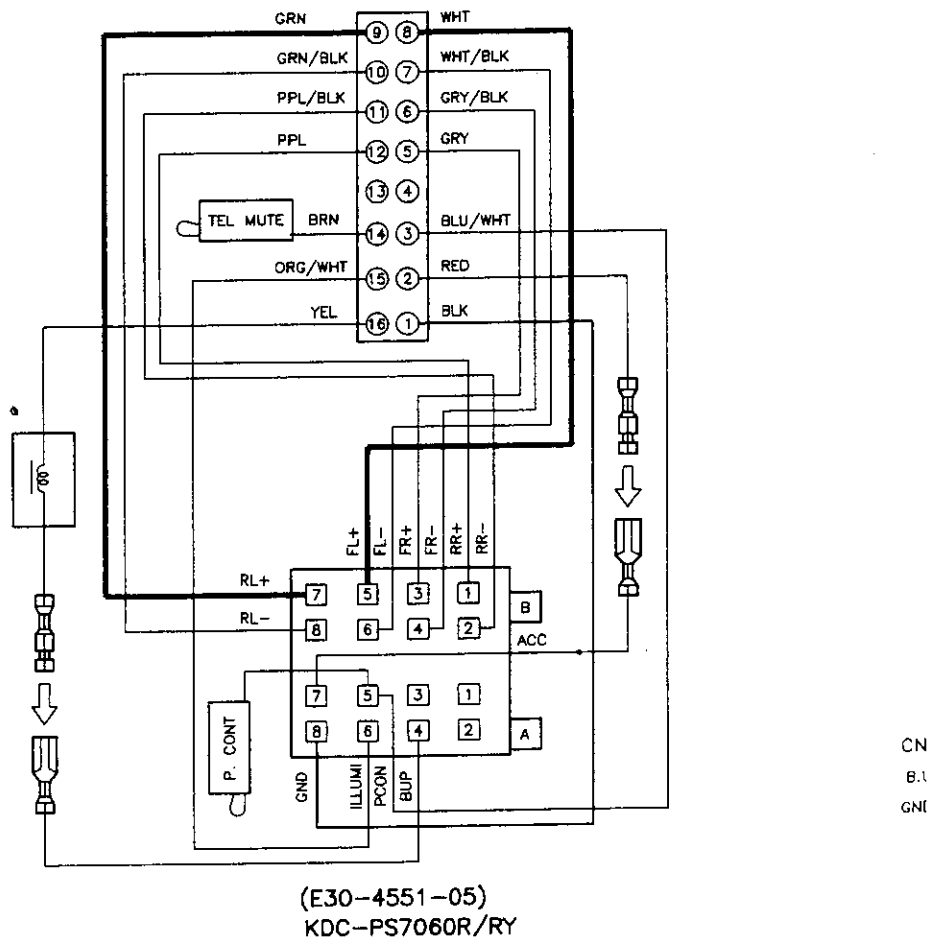 GRN 9 8 WHT
GRN/BLK 10 7 WHT/BLK
PPL/BLK 11 6 GRY/BLK
PPL 12 5 GRY
13 4
TEL MUTE BRN 14 3 BLU/WHT
ORG/WHT 15 2 RED
YEL 16 1 BLK
FL+
FL-
FR+
FR-
RR+
RR-
RL+ 7 5 3 1
B
RL- 8 6 4 2
ACC
7 5 3 1
P. CONT
8 6 4 2
A
GND
ILLUMI
PCON
BUP
CN
B.U
GND
(E30-4551-05)
KDC-PS7060R/RY